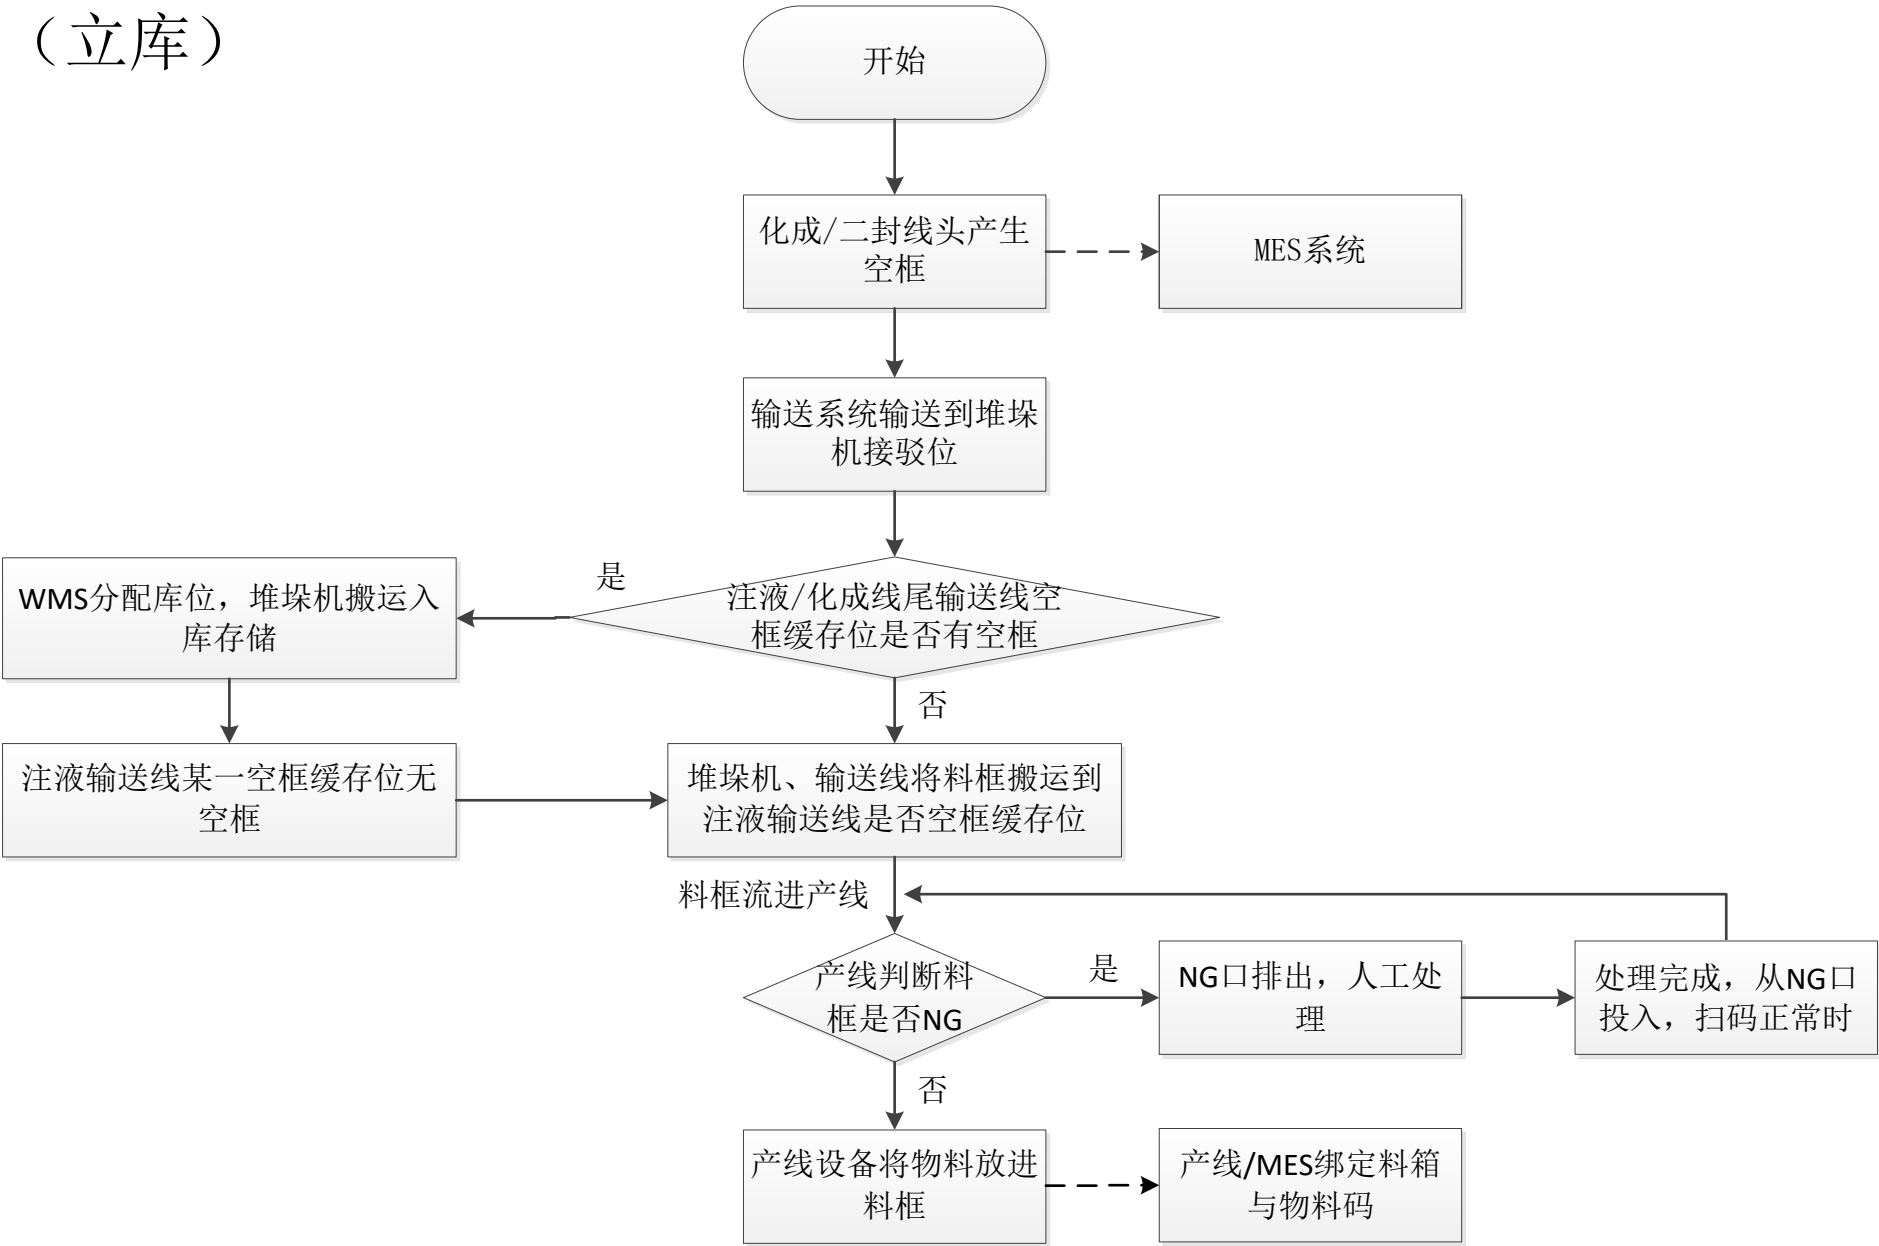 （立库）
开始
化成/二封线头产生
空框
MES系统
输送系统输送到堆垛
机接驳位
是
WMS分配库位，堆垛机搬运入
库存储
注液/化成线尾输送线空
框缓存位是否有空框
否
注液输送线某一空框缓存位无
空框
堆垛机、输送线将料框搬运到
注液输送线是否空框缓存位
料框流进产线
产线判断料
框是否NG
是
NG口排出，人工处
理
处理完成，从NG口
投入，扫码正常时
否
产线设备将物料放进
料框
产线/MES绑定料箱
与物料码